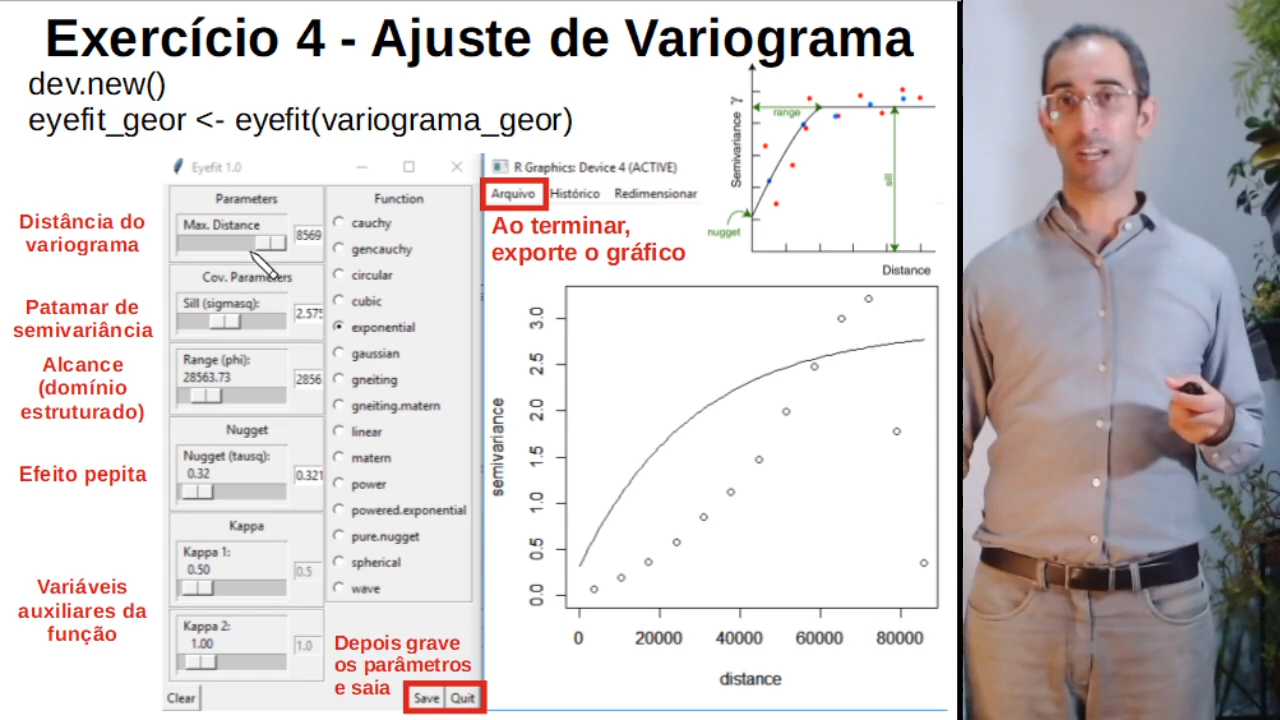 Exercício 4 - Ajuste de Variograma
dev.new()
eyefit_geor <- eyefit(variograma_geor)
Semivariance γ
range
sill
nugget
Distance
Distância do
variograma
Patamar de
semivariância
Alcance
(domínio
estruturado)
Efeito pepita
Variáveis
auxiliares da
função
Eyefit 1.0
Parameters
Max. Distance
8569
Cov. Parameters
Sill (sigmasq):
2.575
Range (phi):
28563.73
2856
Nugget
Nugget (tausq):
0.32
0.321
Kappa
Kappa 1:
0.50
0.5
Kappa 2:
1.00
1.0
Clear
Function
cauchy
gencauchy
circular
cubic
exponential
gaussian
gneiting
gneiting.matern
linear
matern
power
powered.exponential
pure.nugget
spherical
wave
Depois grave
os parâmetros
e saia
Save
Quit
R Graphics: Device 4 (ACTIVE)
Arquivo Histórico Redimensionar
Ao terminar,
exporte o gráfico
semivariance
3.0
2.5
2.0
1.5
1.0
0.5
0.0
0 20000 40000 60000 80000
distance